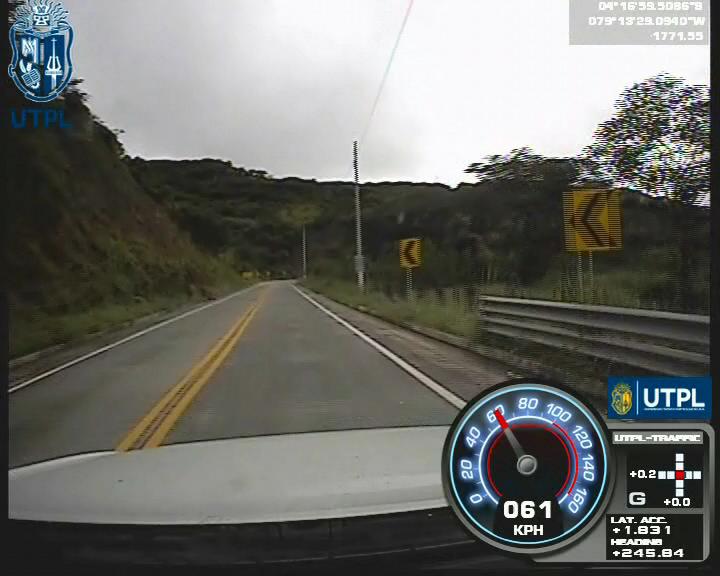 04°16'59.5086"S
079°13'29.0940"W
1771.55
UTPL
UTPL
UTPL-TRAFFIC
0 20 40 60 80 100 120 140 160
061
KPH
+0.2
G
+0.0
LAT. ACC.
+1.831
HEADING
+245.84